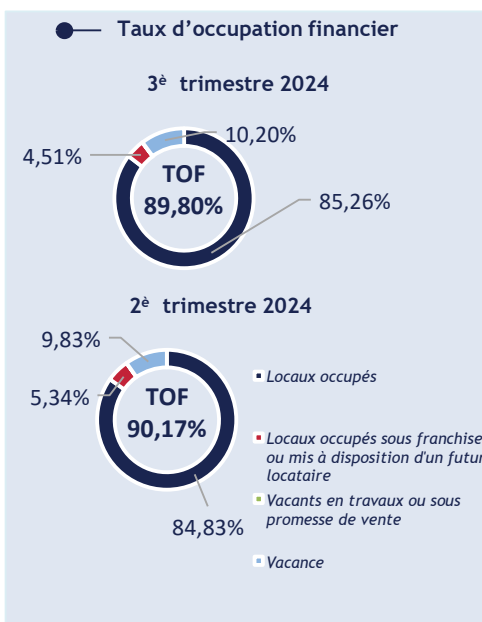 Taux d’occupation financier
3è trimestre 2024
10,20%
4,51%
TOF
89,80%
85,26%
2è trimestre 2024
9,83%
5,34%
TOF
90,17%
84,83%
Locaux occupés
Locaux occupés sous franchise
ou mis à disposition d'un futur
locataire
Vacants en travaux ou sous
promesse de vente
Vacance